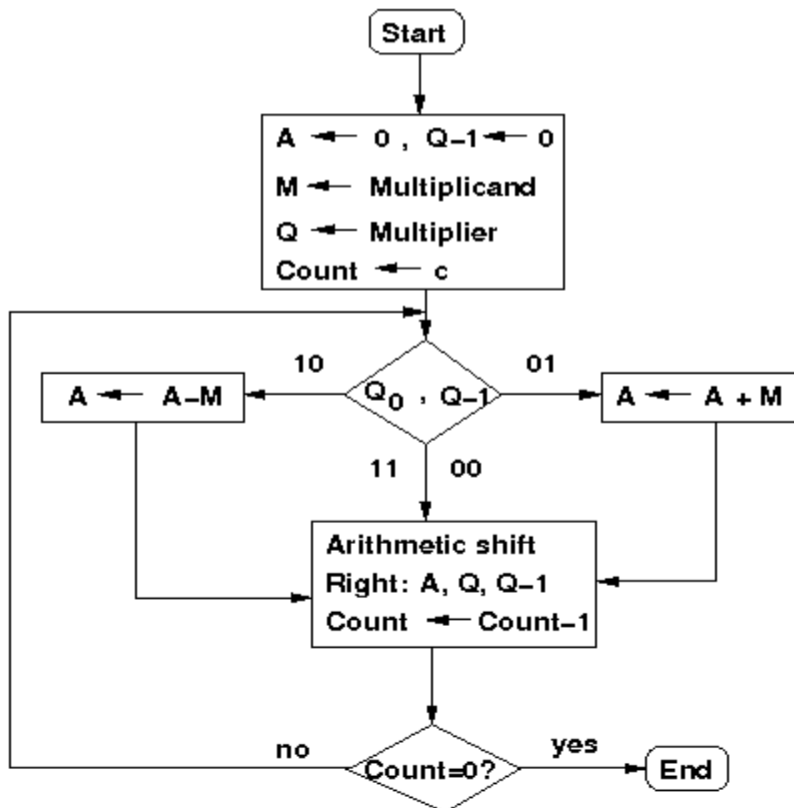 Start
A ← 0 , Q−1 ← 0
M ← Multiplicand
Q ← Multiplier
Count ← c
10
01
A ← A−M
Q0 , Q−1
A ← A + M
11
00
Arithmetic shift
Right: A, Q, Q−1
Count ← Count−1
no
yes
Count=0?
End